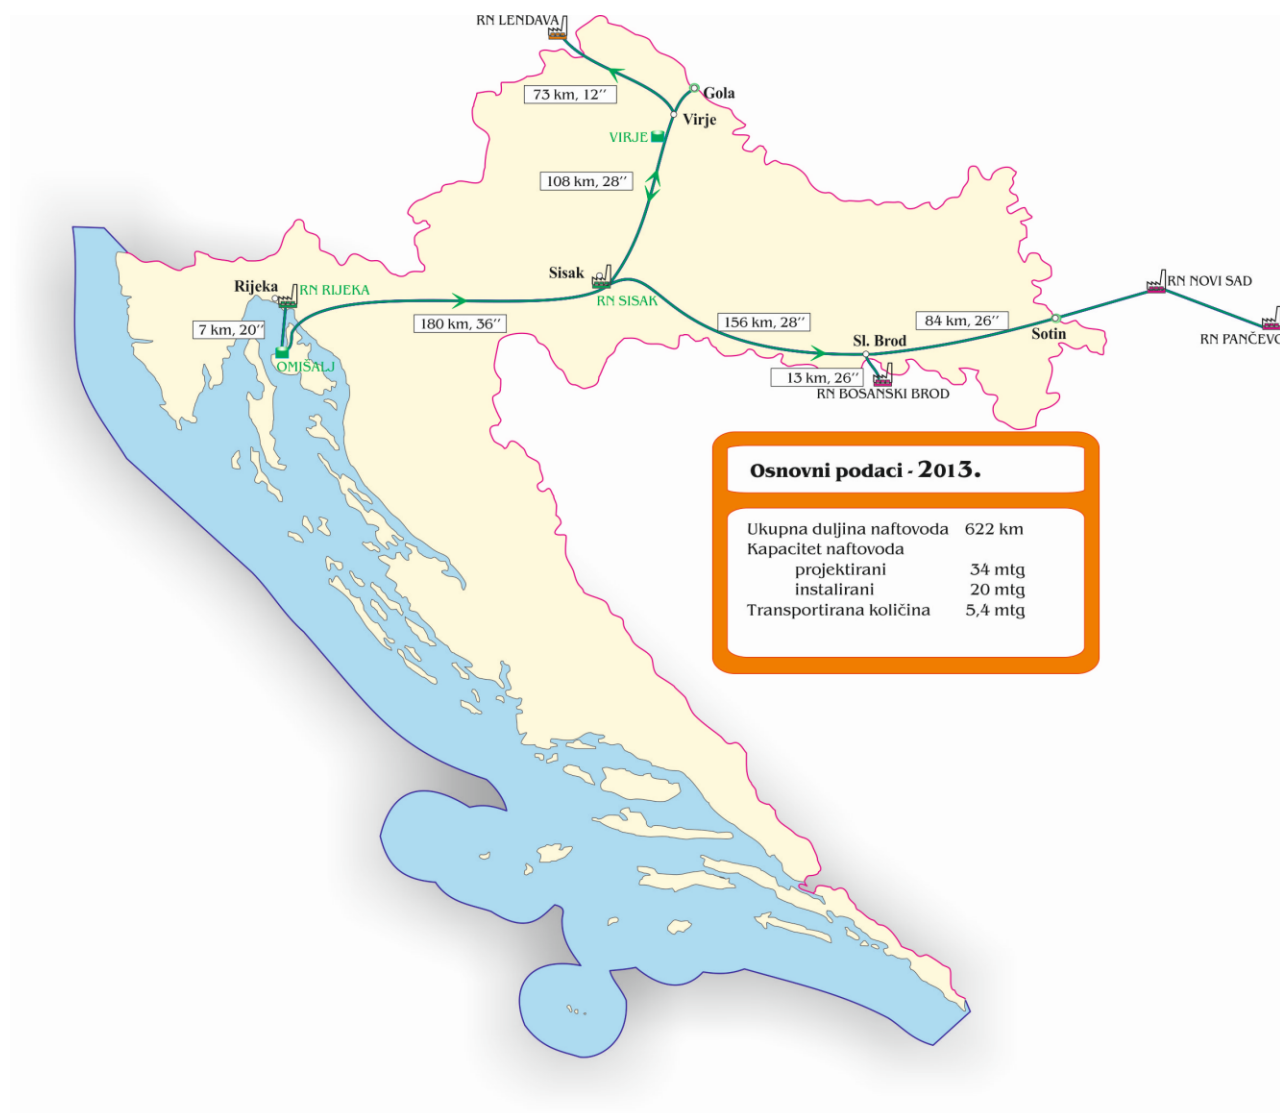 RN LENDAVA
73 km, 12’’
Gola
Virje
VIRJE
108 km, 28’’
Sisak
RN SISAK
Rijeka
RN RIJEKA
7 km, 20’’
OMJŠALJ
180 km, 36’’
156 km, 28’’
84 km, 26’’
Sl. Brod
Sotin
13 km, 26’’
RN BOSANSKI BROD
RN NOVI SAD
RN PANČEVO
Osnovni podaci - 2013.
Ukupna duljina naftovoda 622 km
Kapacitet naftovoda
projektirani 34 mtg
instalirani 20 mtg
Transportirana količina 5,4 mtg